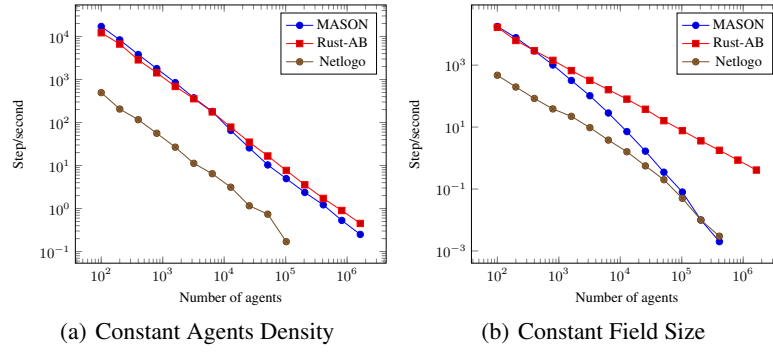 MASON
Rust-AB
Netlogo
10^4
10^3
10^2
10^1
10^0
10^−1
Step/second
10^2 10^3 10^4 10^5 10^6
Number of agents
(a) Constant Agents Density
MASON
Rust-AB
Netlogo
10^3
10^1
10^−1
10^−3
Step/second
10^2 10^3 10^4 10^5 10^6
Number of agents
(b) Constant Field Size